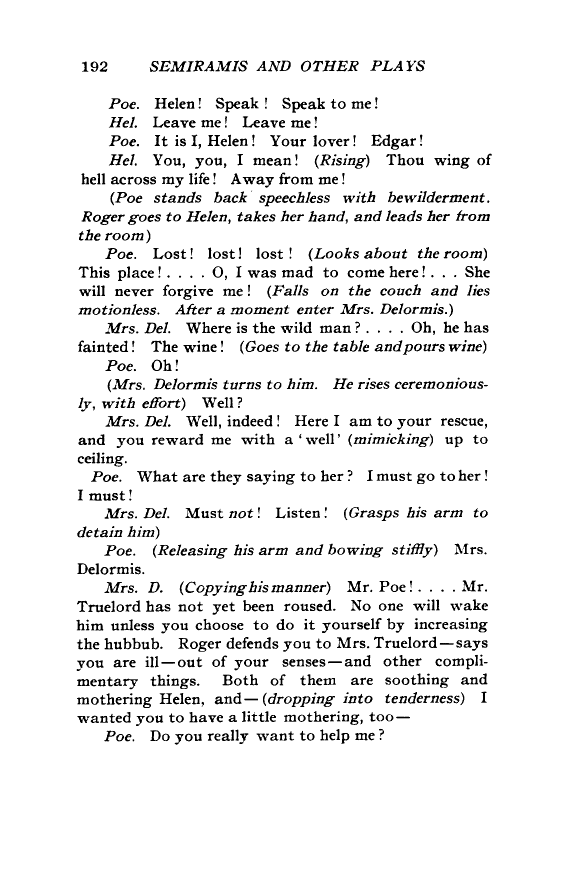 192 SEMIRAMIS AND OTHER PLAYS
Poe. Helen! Speak! Speak to me!
Hel. Leave me! Leave me!
Poe. It is I, Helen! Your lover! Edgar!
Hel. You, you, I mean! (Rising) Thou wing of
hell across my life! Away from me!
(Poe stands back speechless with bewilderment.
Roger goes to Helen, takes her hand, and leads her from
the room)
Poe. Lost! lost! lost! (Looks about the room)
This place!.... O, I was mad to come here!... She
will never forgive me! (Falls on the couch and lies
motionless. After a moment enter Mrs. Delormis.)
Mrs. Del. Where is the wild man?.... Oh, he has
fainted! The wine! (Goes to the table and pours wine)
Poe. Oh!
(Mrs. Delormis turns to him. He rises ceremonious-
ly, with effort) Well?
Mrs. Del. Well, indeed! Here I am to your rescue,
and you reward me with a 'well' (mimicking) up to
ceiling.
Poe. What are they saying to her? I must go to her!
I must!
Mrs. Del. Must not! Listen! (Grasps his arm to
detain him)
Poe. (Releasing his arm and bowing stiffly) Mrs.
Delormis.
Mrs. D. (Copying his manner) Mr. Poe!.... Mr.
Truelord has not yet been roused. No one will wake
him unless you choose to do it yourself by increasing
the hubbub. Roger defends you to Mrs. Truelord—says
you are ill—out of your senses—and other compli-
mentary things. Both of them are soothing and
mothering Helen, and—(dropping into tenderness) I
wanted you to have a little mothering, too—
Poe. Do you really want to help me?